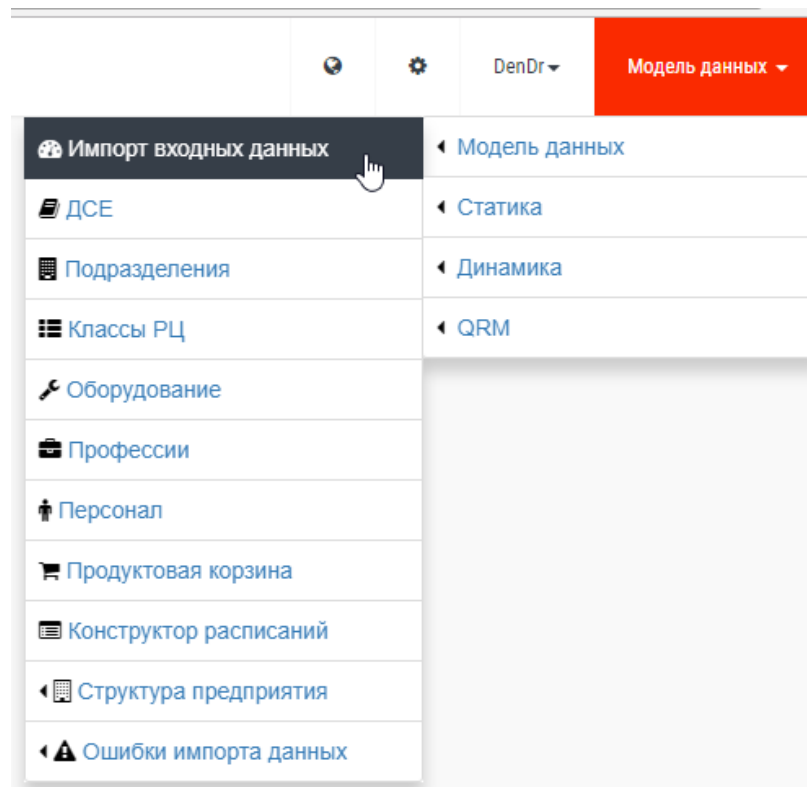 DenDr
Модель данных
Импорт входных данных
ДСЕ
Подразделения
Классы РЦ
Оборудование
Профессии
Персонал
Продуктовая корзина
Конструктор расписаний
Структура предприятия
Ошибки импорта данных
Модель данных
Статика
Динамика
QRM